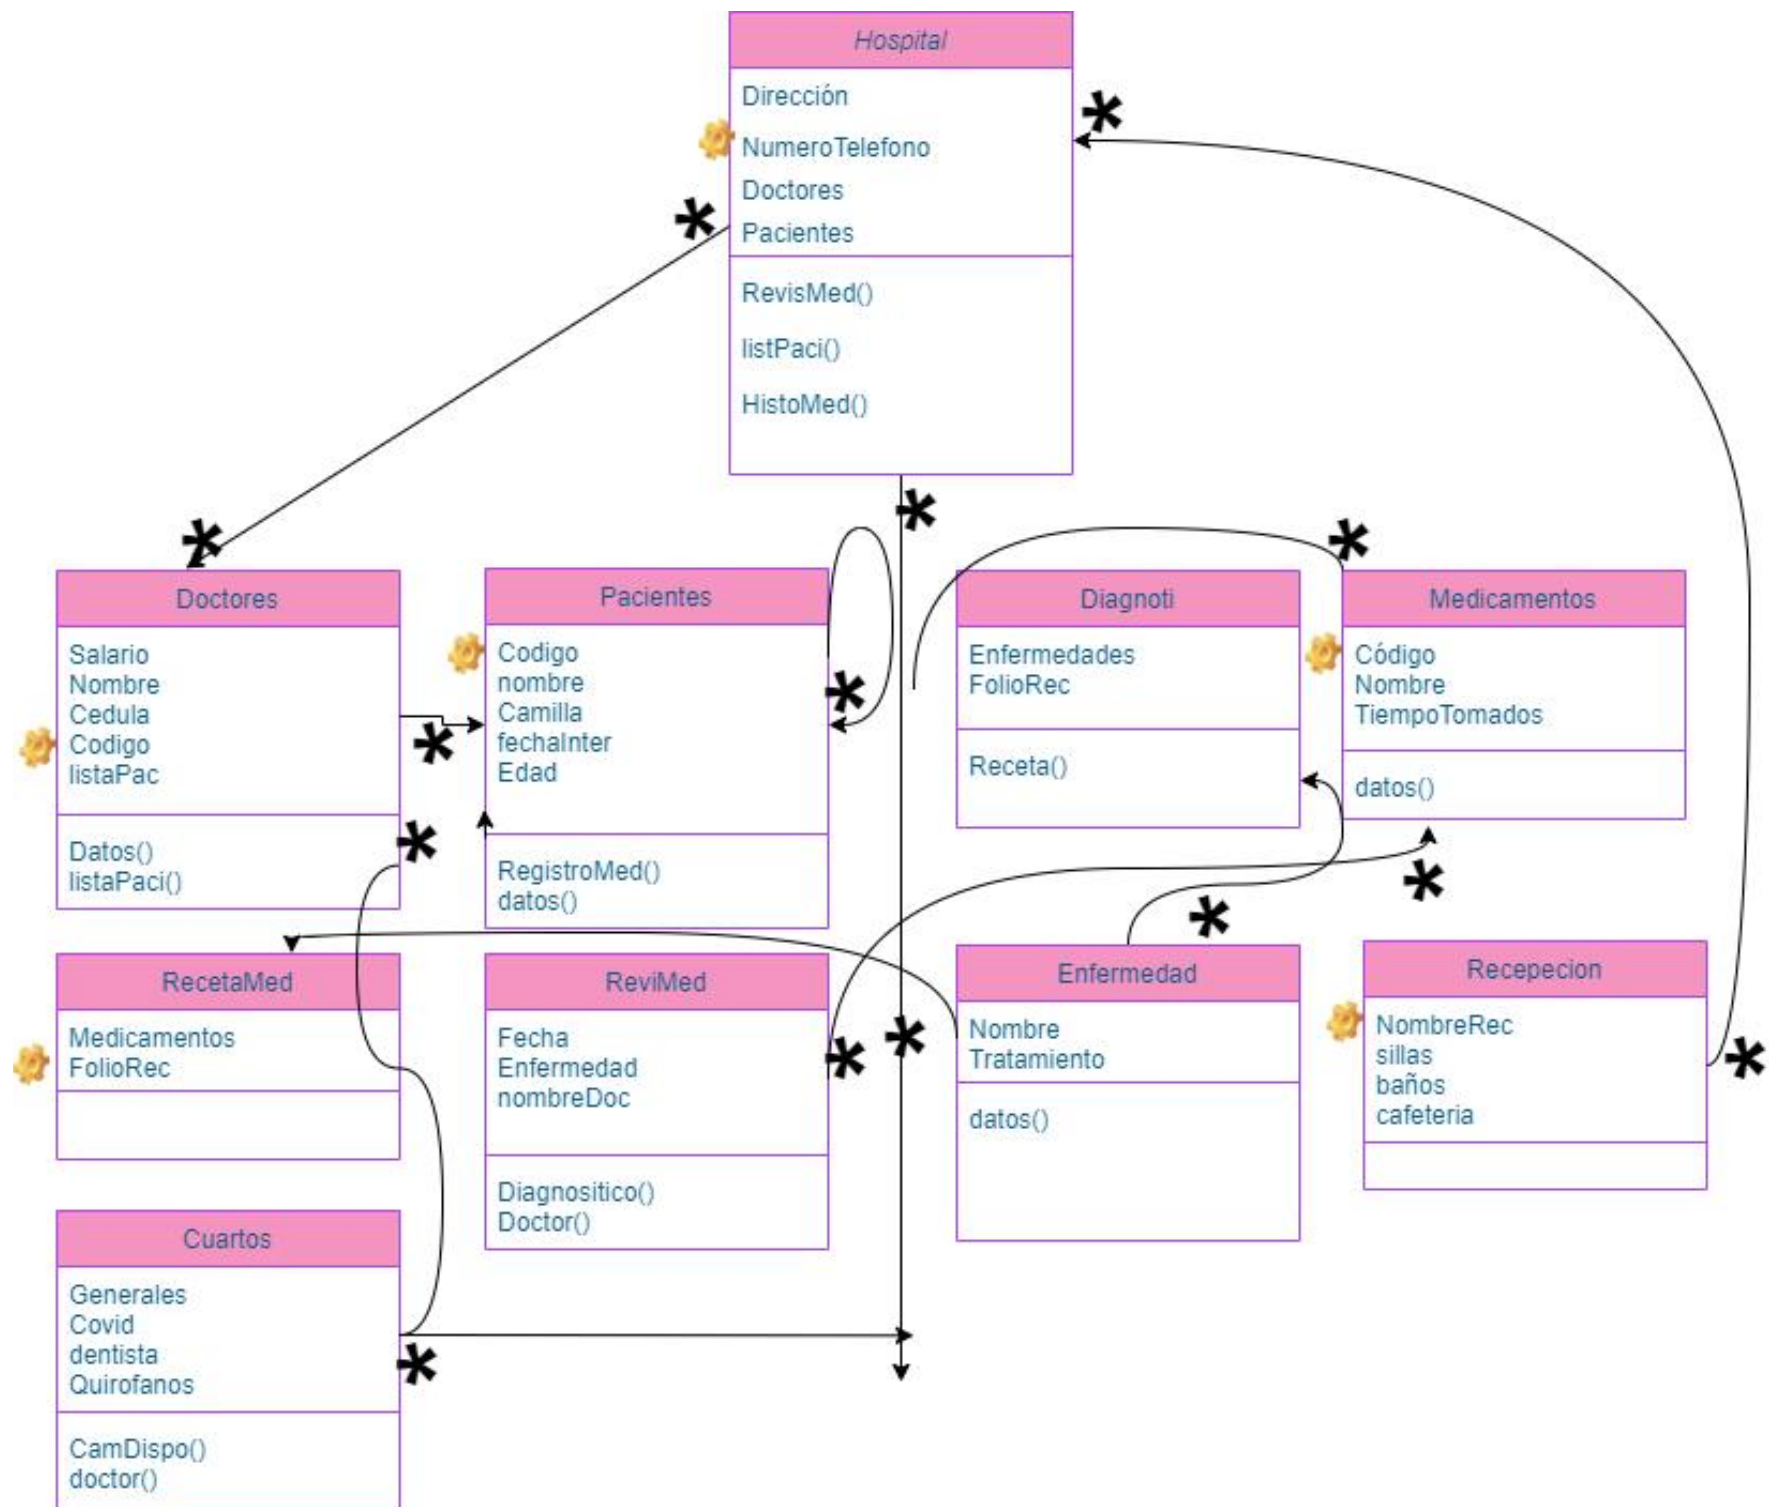 Hospital
Dirección
NumeroTelefono
Doctores
Pacientes
RevisMed()
listPaci()
HistoMed()
*
*
*
*
*
Doctores
Salario
Nombre
Cedula
Codigo
listaPac
Datos()
listaPaci()
*
*
Pacientes
Codigo
nombre
Camilla
fechaInter
Edad
RegistroMed()
datos()
*
Diagnoti
Enfermedades
FolioRec
Receta()
Medicamentos
Código
Nombre
TiempoTomados
datos()
*
*
RecetaMed
Medicamentos
FolioRec
ReviMed
Fecha
Enfermedad
nombreDoc
Diagnositico()
Doctor()
*
*
Enfermedad
Nombre
Tratamiento
datos()
Recepecion
NombreRec
sillas
baños
cafeteria
*
Cuartos
Generales
Covid
dentista
Quirofanos
CamDispo()
doctor()
*